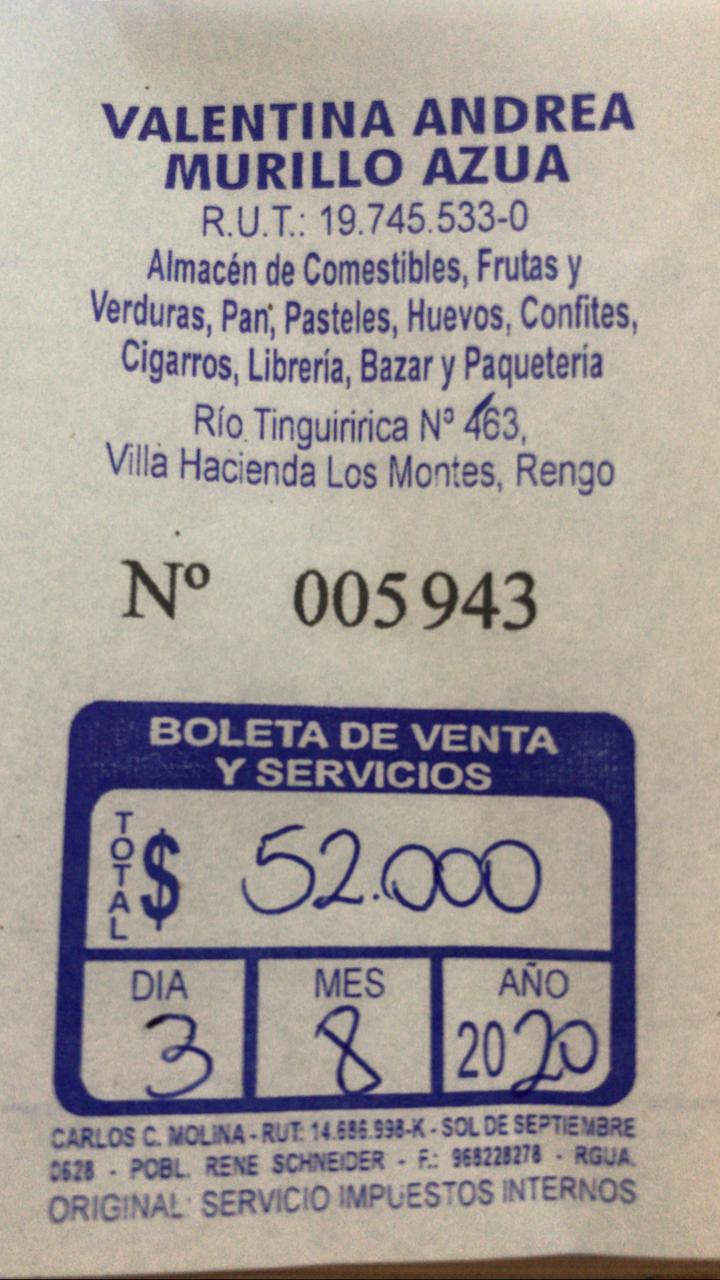 VALENTINA ANDREA
MURILLO AZUA
R.U.T.: 19.745.533-0
Almacén de Comestibles, Frutas y
Verduras, Pan, Pasteles, Huevos, Confites,
Cigarros, Librería, Bazar y Paquetería
Río Tinguiririca Nº 463,
Villa Hacienda Los Montes, Rengo
Nº 005943
BOLETA DE VENTA
Y SERVICIOS
TOTAL $ 52.000
DIA MES AÑO
3 8 2020
CARLOS C. MOLINA - RUT: 14.686.998-K - SOL DE SEPTIEMBRE
0628 - POBL. RENE SCHNEIDER - F.: 968228278 - RGUA.
ORIGINAL: SERVICIO IMPUESTOS INTERNOS